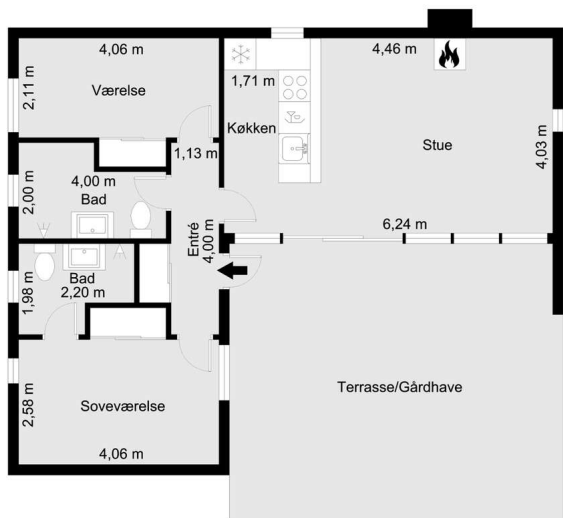 4,06 m
2,11 m
Værelse
1,71 m
4,46 m
Køkken
Stue
4,03 m
6,24 m
1,13 m
2,00 m
4,00 m
Bad
Entré
4,00 m
Bad
2,20 m
1,98 m
Soveværelse
2,58 m
4,06 m
Terrasse/Gårdhave